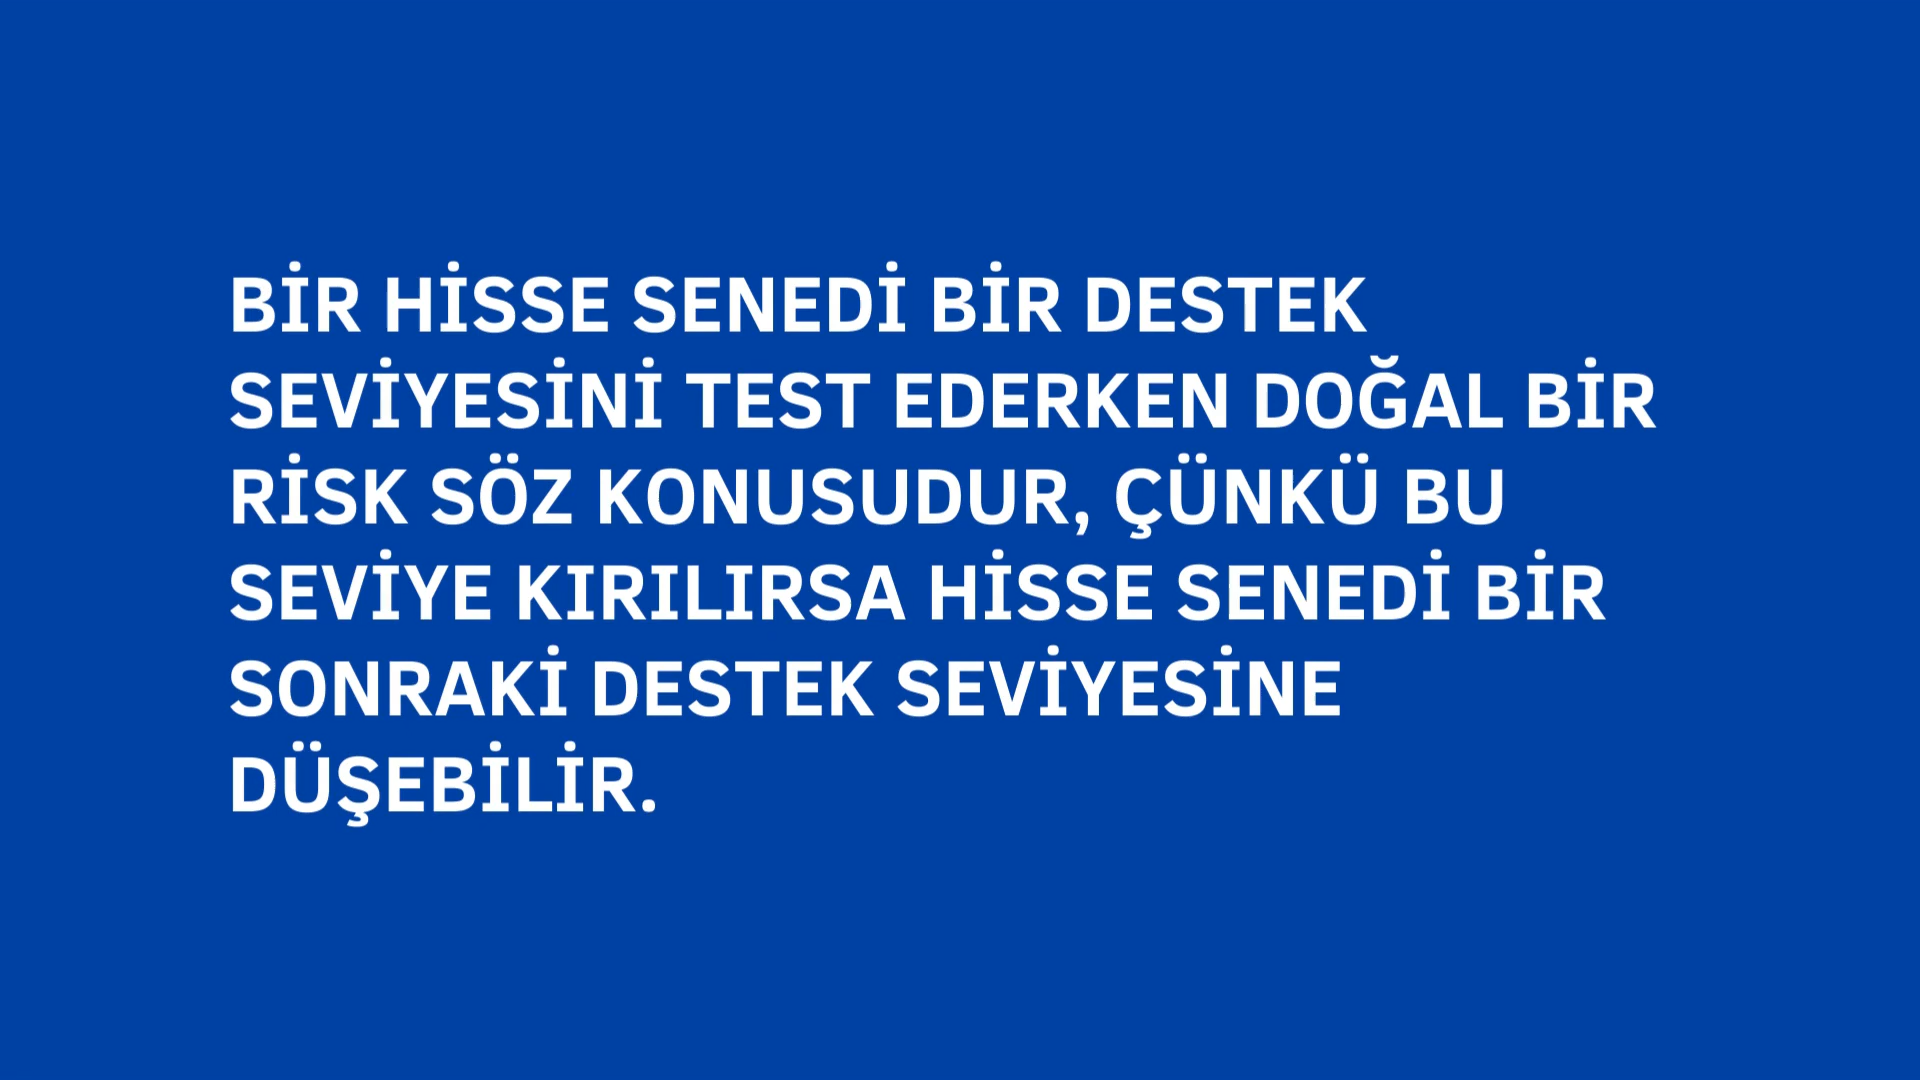 BİR HİSSE SENEDİ BİR DESTEK
SEVİYESİNİ TEST EDERKEN DOĞAL BİR
RİSK SÖZ KONUSUDUR, ÇÜNKÜ BU
SEVİYE KIRILIRSA HİSSE SENEDİ BİR
SONRAKİ DESTEK SEVİYESİNE
DÜŞEBİLİR.